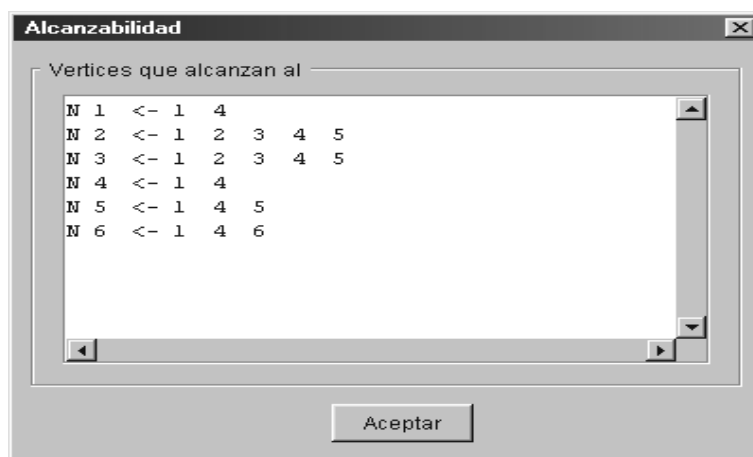 Alcanzabilidad
Vertices que alcanzan al
N 1 <- 1 4
N 2 <- 1 2 3 4 5
N 3 <- 1 2 3 4 5
N 4 <- 1 4
N 5 <- 1 4 5
N 6 <- 1 4 6
Aceptar